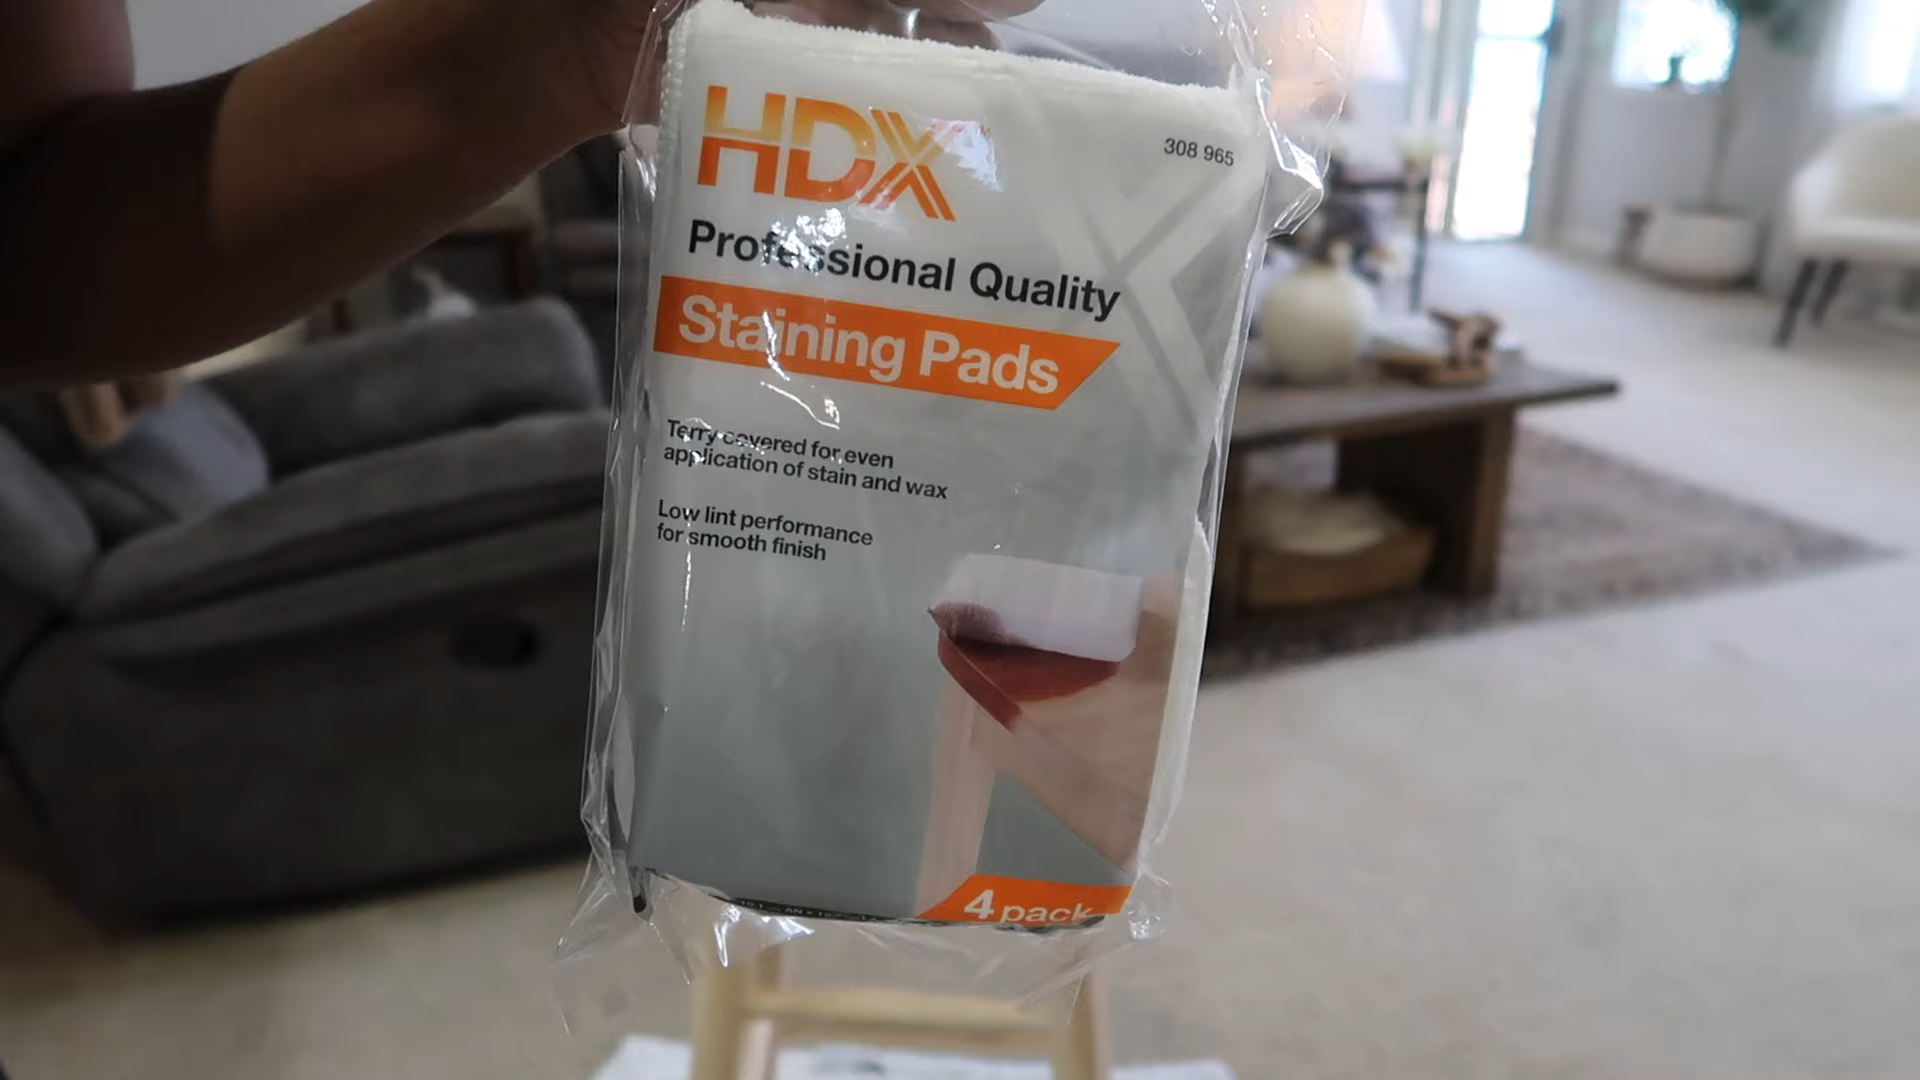 HDX
308 965
Professional Quality
Staining Pads
Terry covered for even
application of stain and wax
Low lint performance
for smooth finish
4 pack